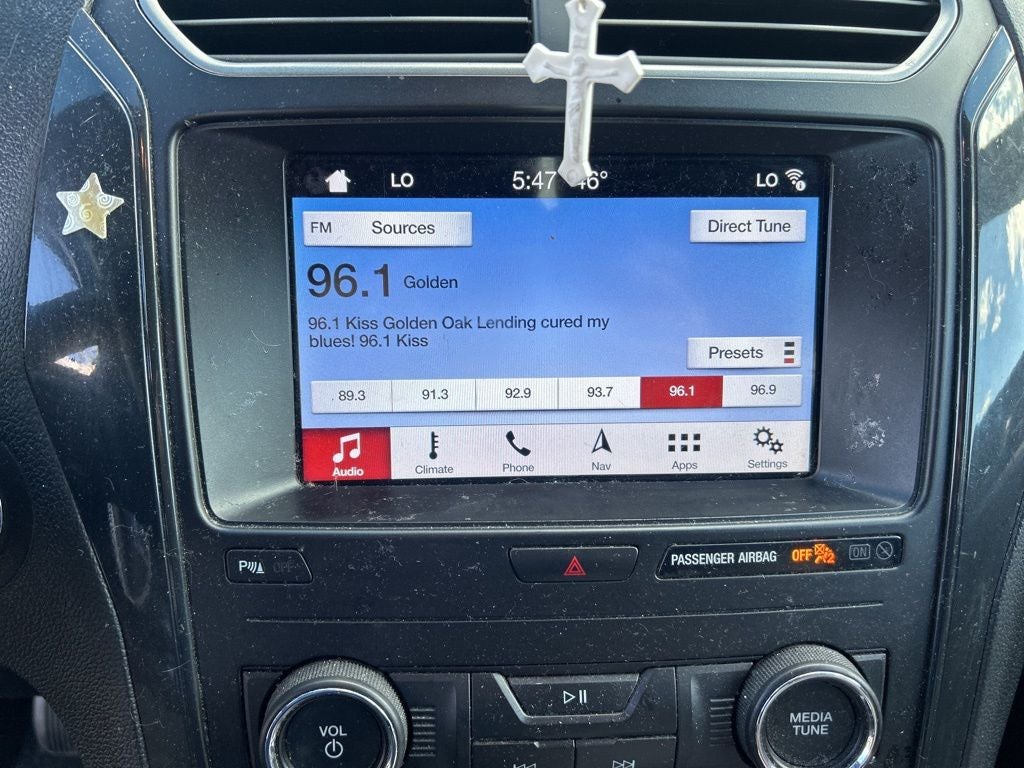 LO 5:47 46° LO
FM Sources Direct Tune
96.1 Golden
96.1 Kiss Golden Oak Lending cured my
blues! 96.1 Kiss
Presets
89.3 91.3 92.9 93.7 96.1 96.9
Audio Climate Phone Nav Apps Settings
P OFF
PASSENGER AIRBAG OFF 2 ON
VOL
MEDIA
TUNE